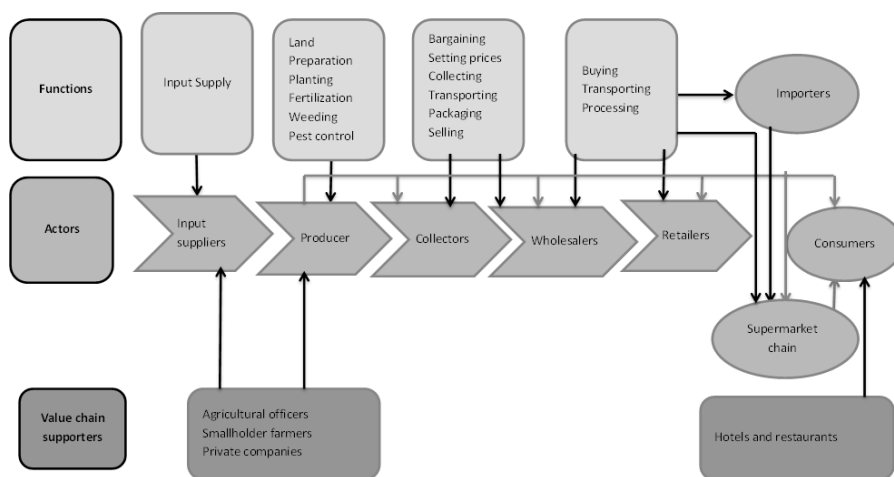 Functions
Input Supply
Land
Preparation
Planting
Fertilization
Weeding
Pest control
Bargaining
Setting prices
Collecting
Transporting
Packaging
Selling
Buying
Transporting
Processing
Importers
Actors
Input
suppliers
Producer
Collectors
Wholesalers
Retailers
Consumers
Supermarket
chain
Value chain
supporters
Agricultural officers
Smallholder farmers
Private companies
Hotels and restaurants